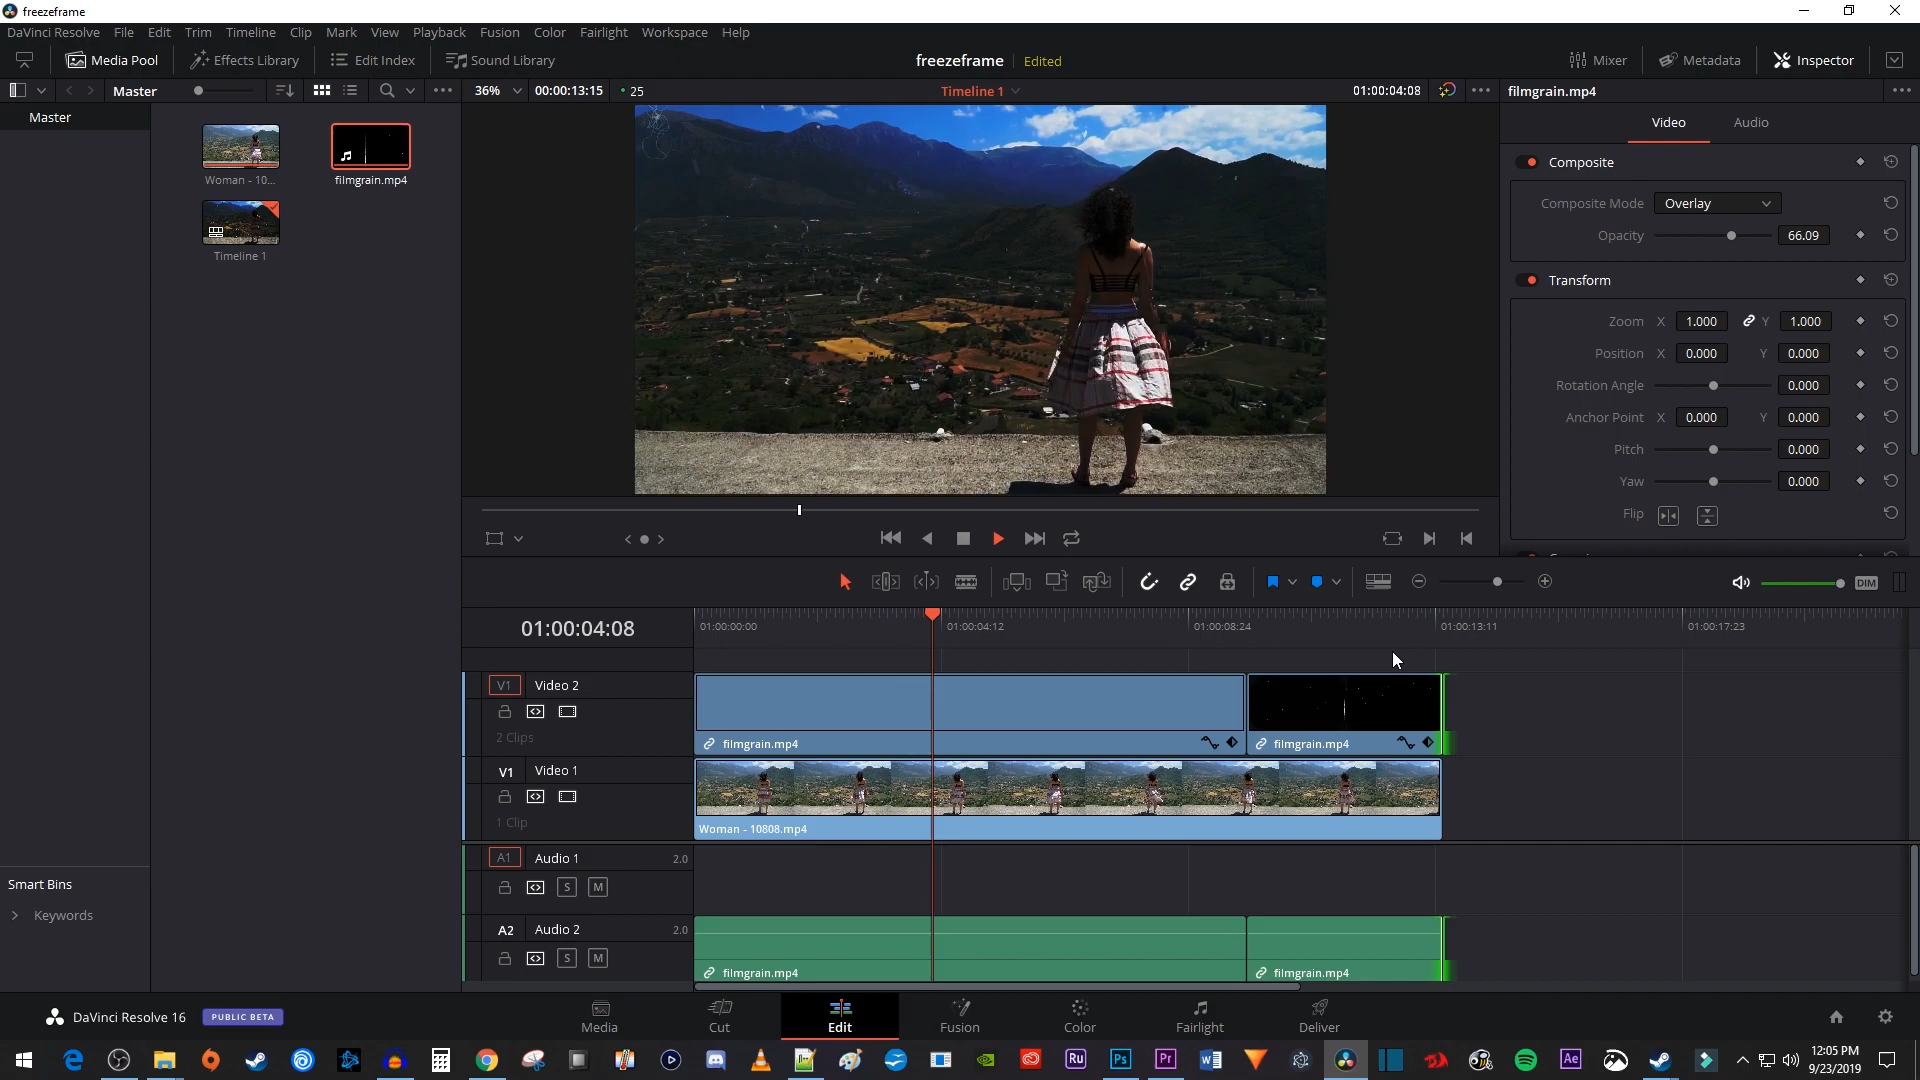 freezeframe
DaVinci Resolve File Edit Trim Timeline Clip Mark View Playback Fusion Color Fairlight Workspace Help
Media Pool Effects Library Edit Index Sound Library freezeframe Edited Mixer Metadata Inspector
Master 36% 00:00:13:15 25 Timeline 1 01:00:04:08 filmgrain.mp4
Master
Video Audio
Woman - 10... filmgrain.mp4
Timeline 1
Composite
Composite Mode Overlay
Opacity 66.09
Transform
Zoom X 1.000 Y 1.000
Position X 0.000 Y 0.000
Rotation Angle 0.000
Anchor Point X 0.000 Y 0.000
Pitch 0.000
Yaw 0.000
Flip
DIM
01:00:04:08 01:00:00:00 01:00:04:12 01:00:08:24 01:00:13:11 01:00:17:23
V1 Video 2
2 Clips
filmgrain.mp4 filmgrain.mp4
V1 Video 1
1 Clip
Woman - 10808.mp4
A1 Audio 1 2.0
S M
A2 Audio 2 2.0
S M
filmgrain.mp4 filmgrain.mp4
Smart Bins
Keywords
DaVinci Resolve 16 PUBLIC BETA
Media Cut Edit Fusion Color Fairlight Deliver
Ru Ps Pr W Ae
12:05 PM
9/23/2019